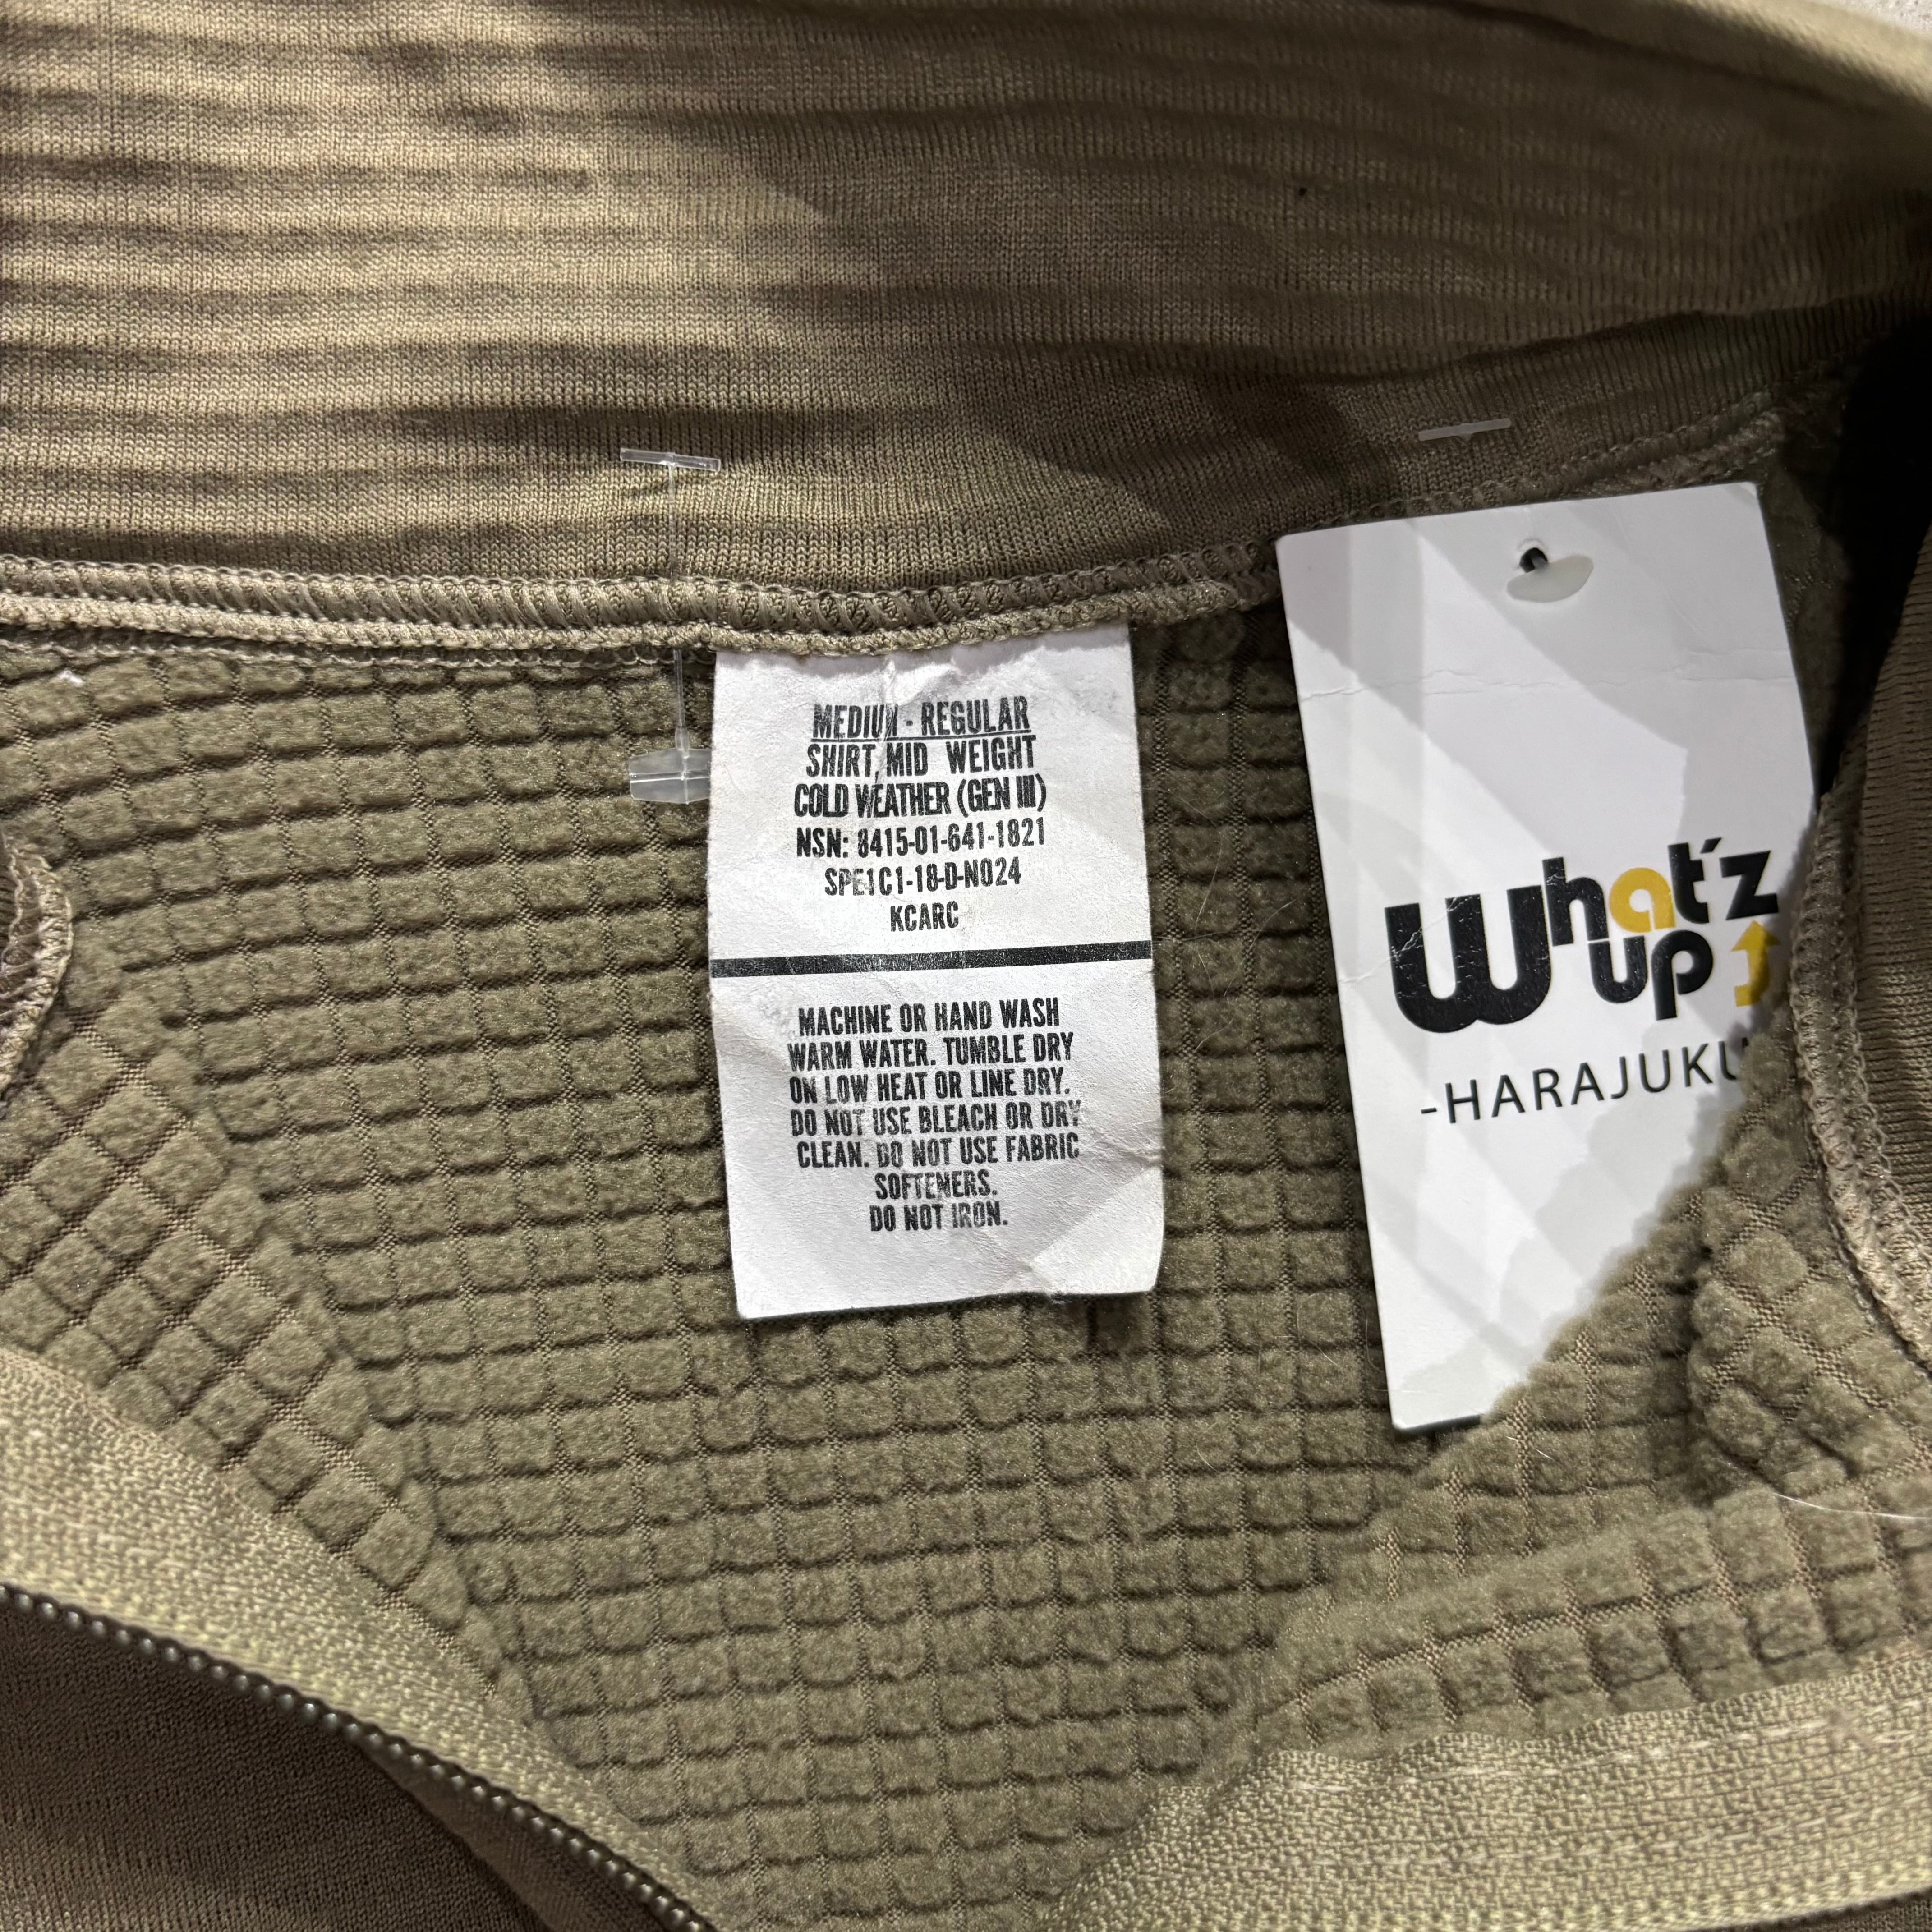 MEDIUM - REGULAR
SHIRT, MID WEIGHT
COLD WEATHER (GEN III)
NSN: 8415-01-641-1821
SPE1C1-18-D-N024
KCARC
MACHINE OR HAND WASH
WARM WATER. TUMBLE DRY
ON LOW HEAT OR LINE DRY.
DO NOT USE BLEACH OR DRY
CLEAN. DO NOT USE FABRIC
SOFTENERS.
DO NOT IRON.
What'z
up
-HARAJUKU